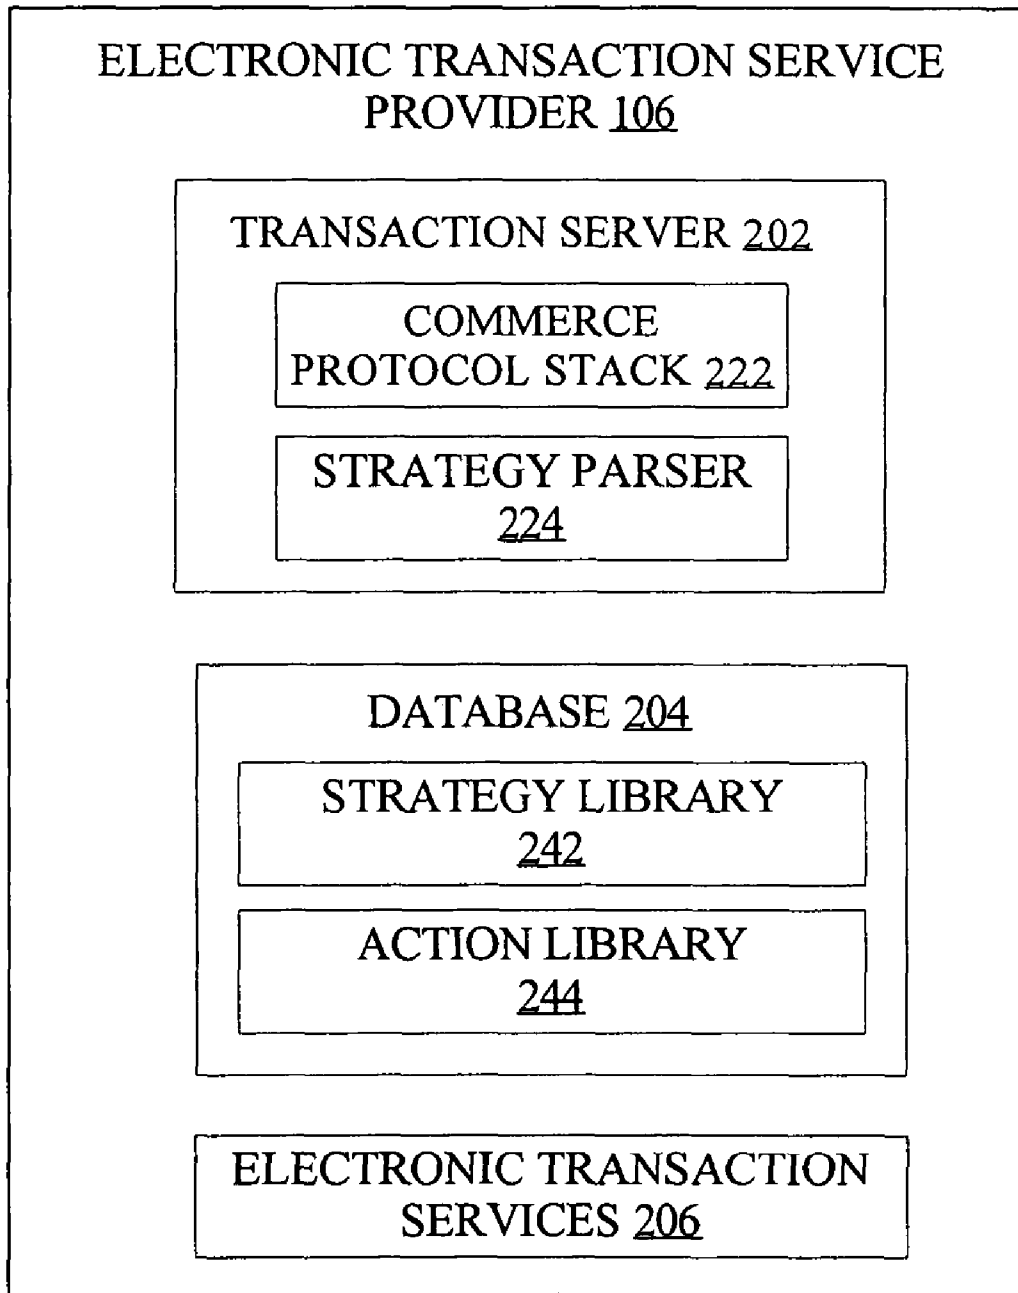 ELECTRONIC TRANSACTION SERVICE
PROVIDER 106
TRANSACTION SERVER 202
COMMERCE
PROTOCOL STACK 222
STRATEGY PARSER
224
DATABASE 204
STRATEGY LIBRARY
242
ACTION LIBRARY
244
ELECTRONIC TRANSACTION
SERVICES 206